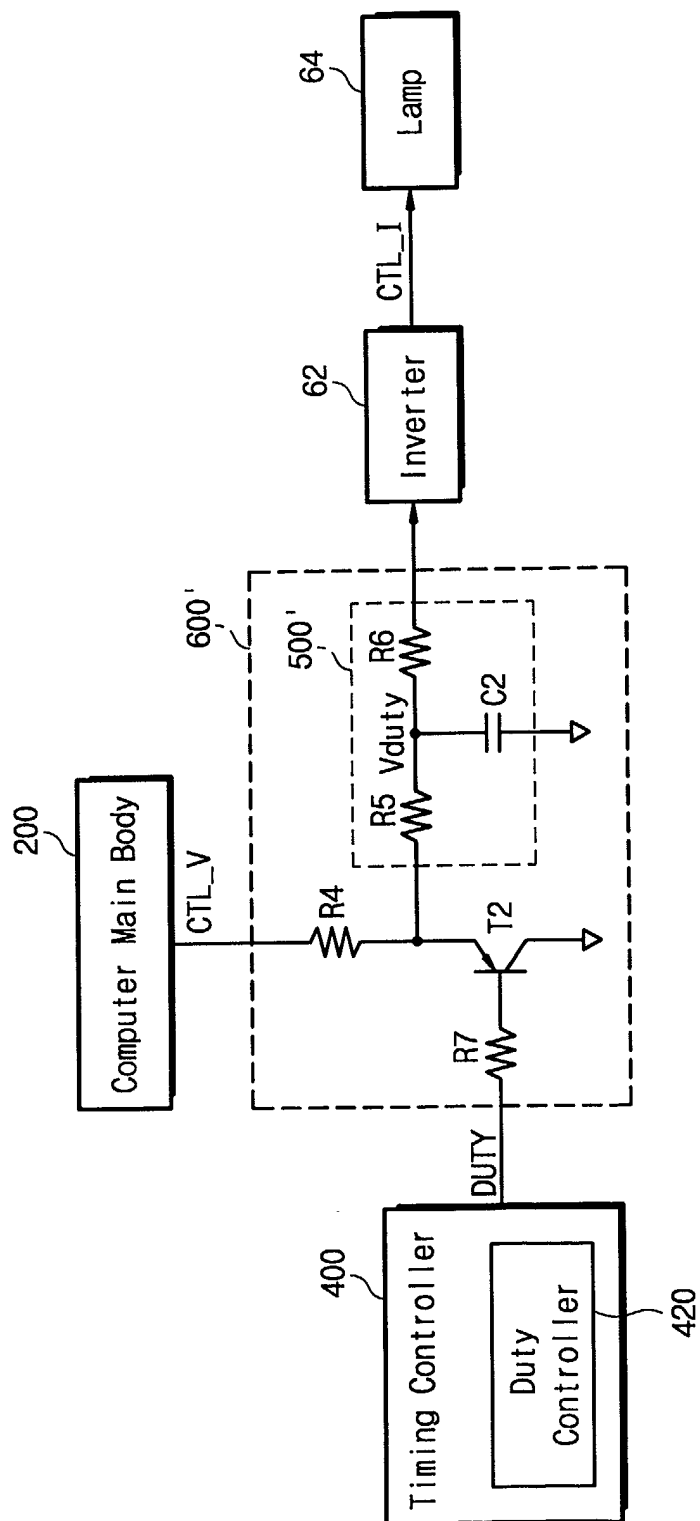 200
Computer Main Body
CTL_V
600'
500'
R4
R5
Vduty
R6
C2
T2
R7
DUTY
400
Timing Controller
Duty
Controller
420
62
Inverter
CTL_I
64
Lamp